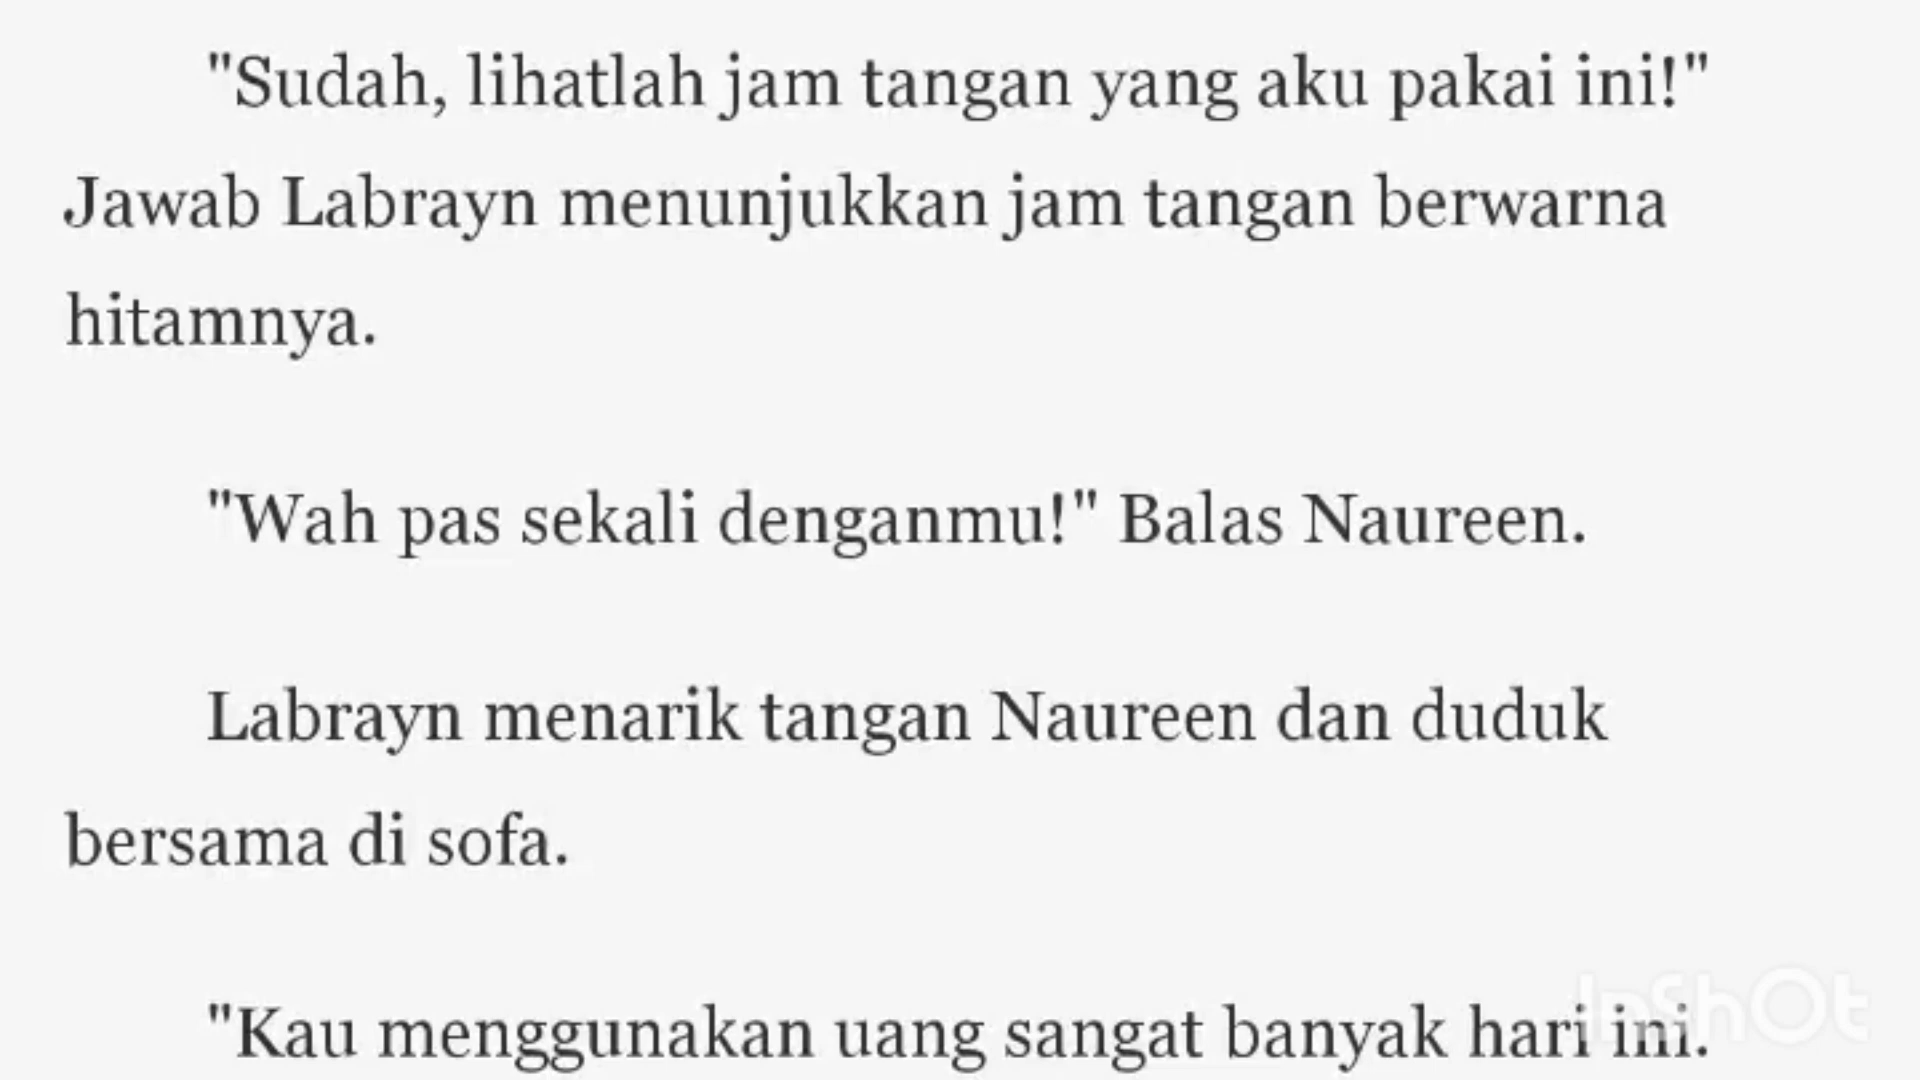 "Sudah, lihatlah jam tangan yang aku pakai ini!"
Jawab Labrayn menunjukkan jam tangan berwarna
hitamnya.
"Wah pas sekali denganmu!" Balas Naureen.
Labrayn menarik tangan Naureen dan duduk
bersama di sofa.
"Kau menggunakan uang sangat banyak hari ini.
InShOt